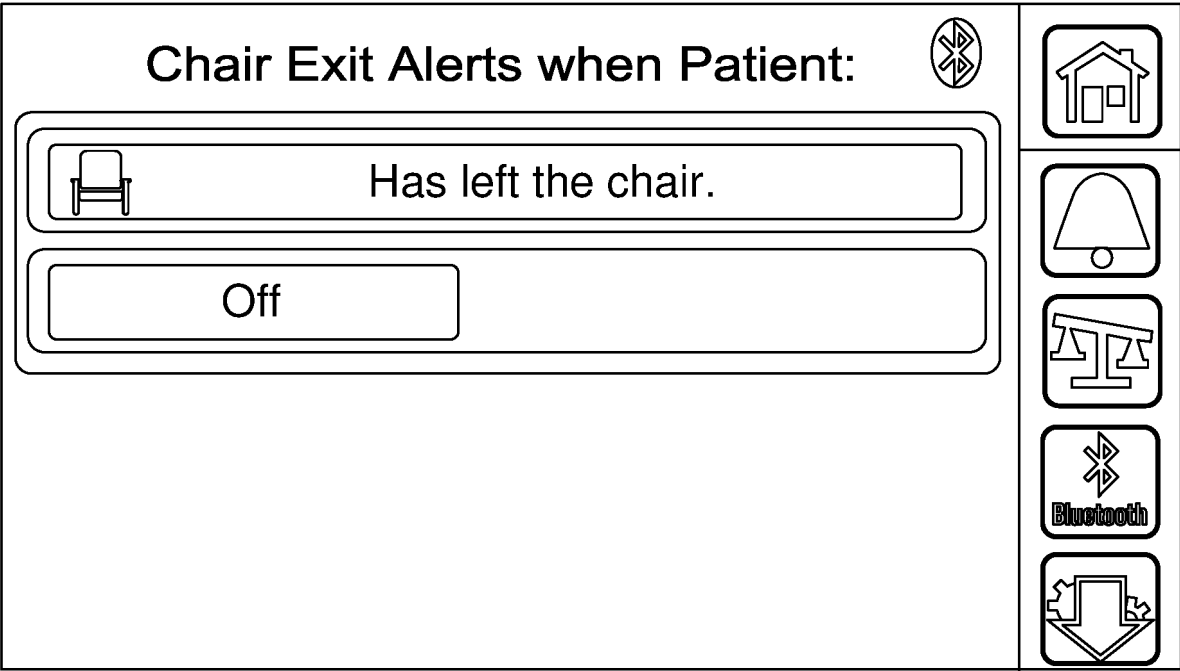 Chair Exit Alerts when Patient:
Has left the chair.
Off
Bluetooth